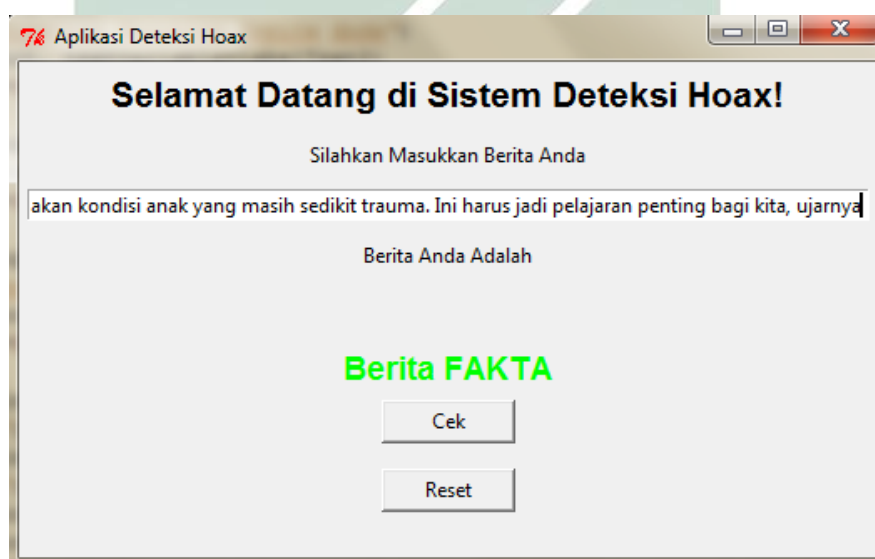 Aplikasi Deteksi Hoax
Selamat Datang di Sistem Deteksi Hoax!
Silahkan Masukkan Berita Anda
akan kondisi anak yang masih sedikit trauma. Ini harus jadi pelajaran penting bagi kita, ujarnya
Berita Anda Adalah
Berita FAKTA
Cek
Reset